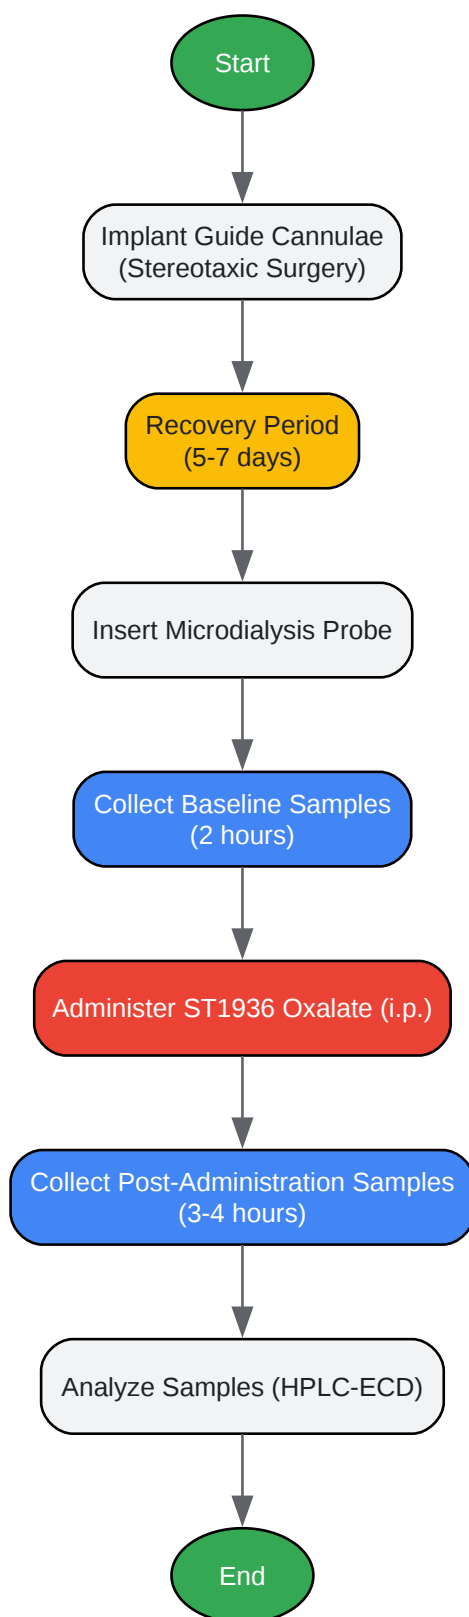 Start
Implant Guide Cannulae
(Stereotaxic Surgery)
Recovery Period
(5-7 days)
Insert Microdialysis Probe
Collect Baseline Samples
(2 hours)
Administer ST1936 Oxalate (i.p.)
Collect Post-Administration Samples
(3-4 hours)
Analyze Samples (HPLC-ECD)
End